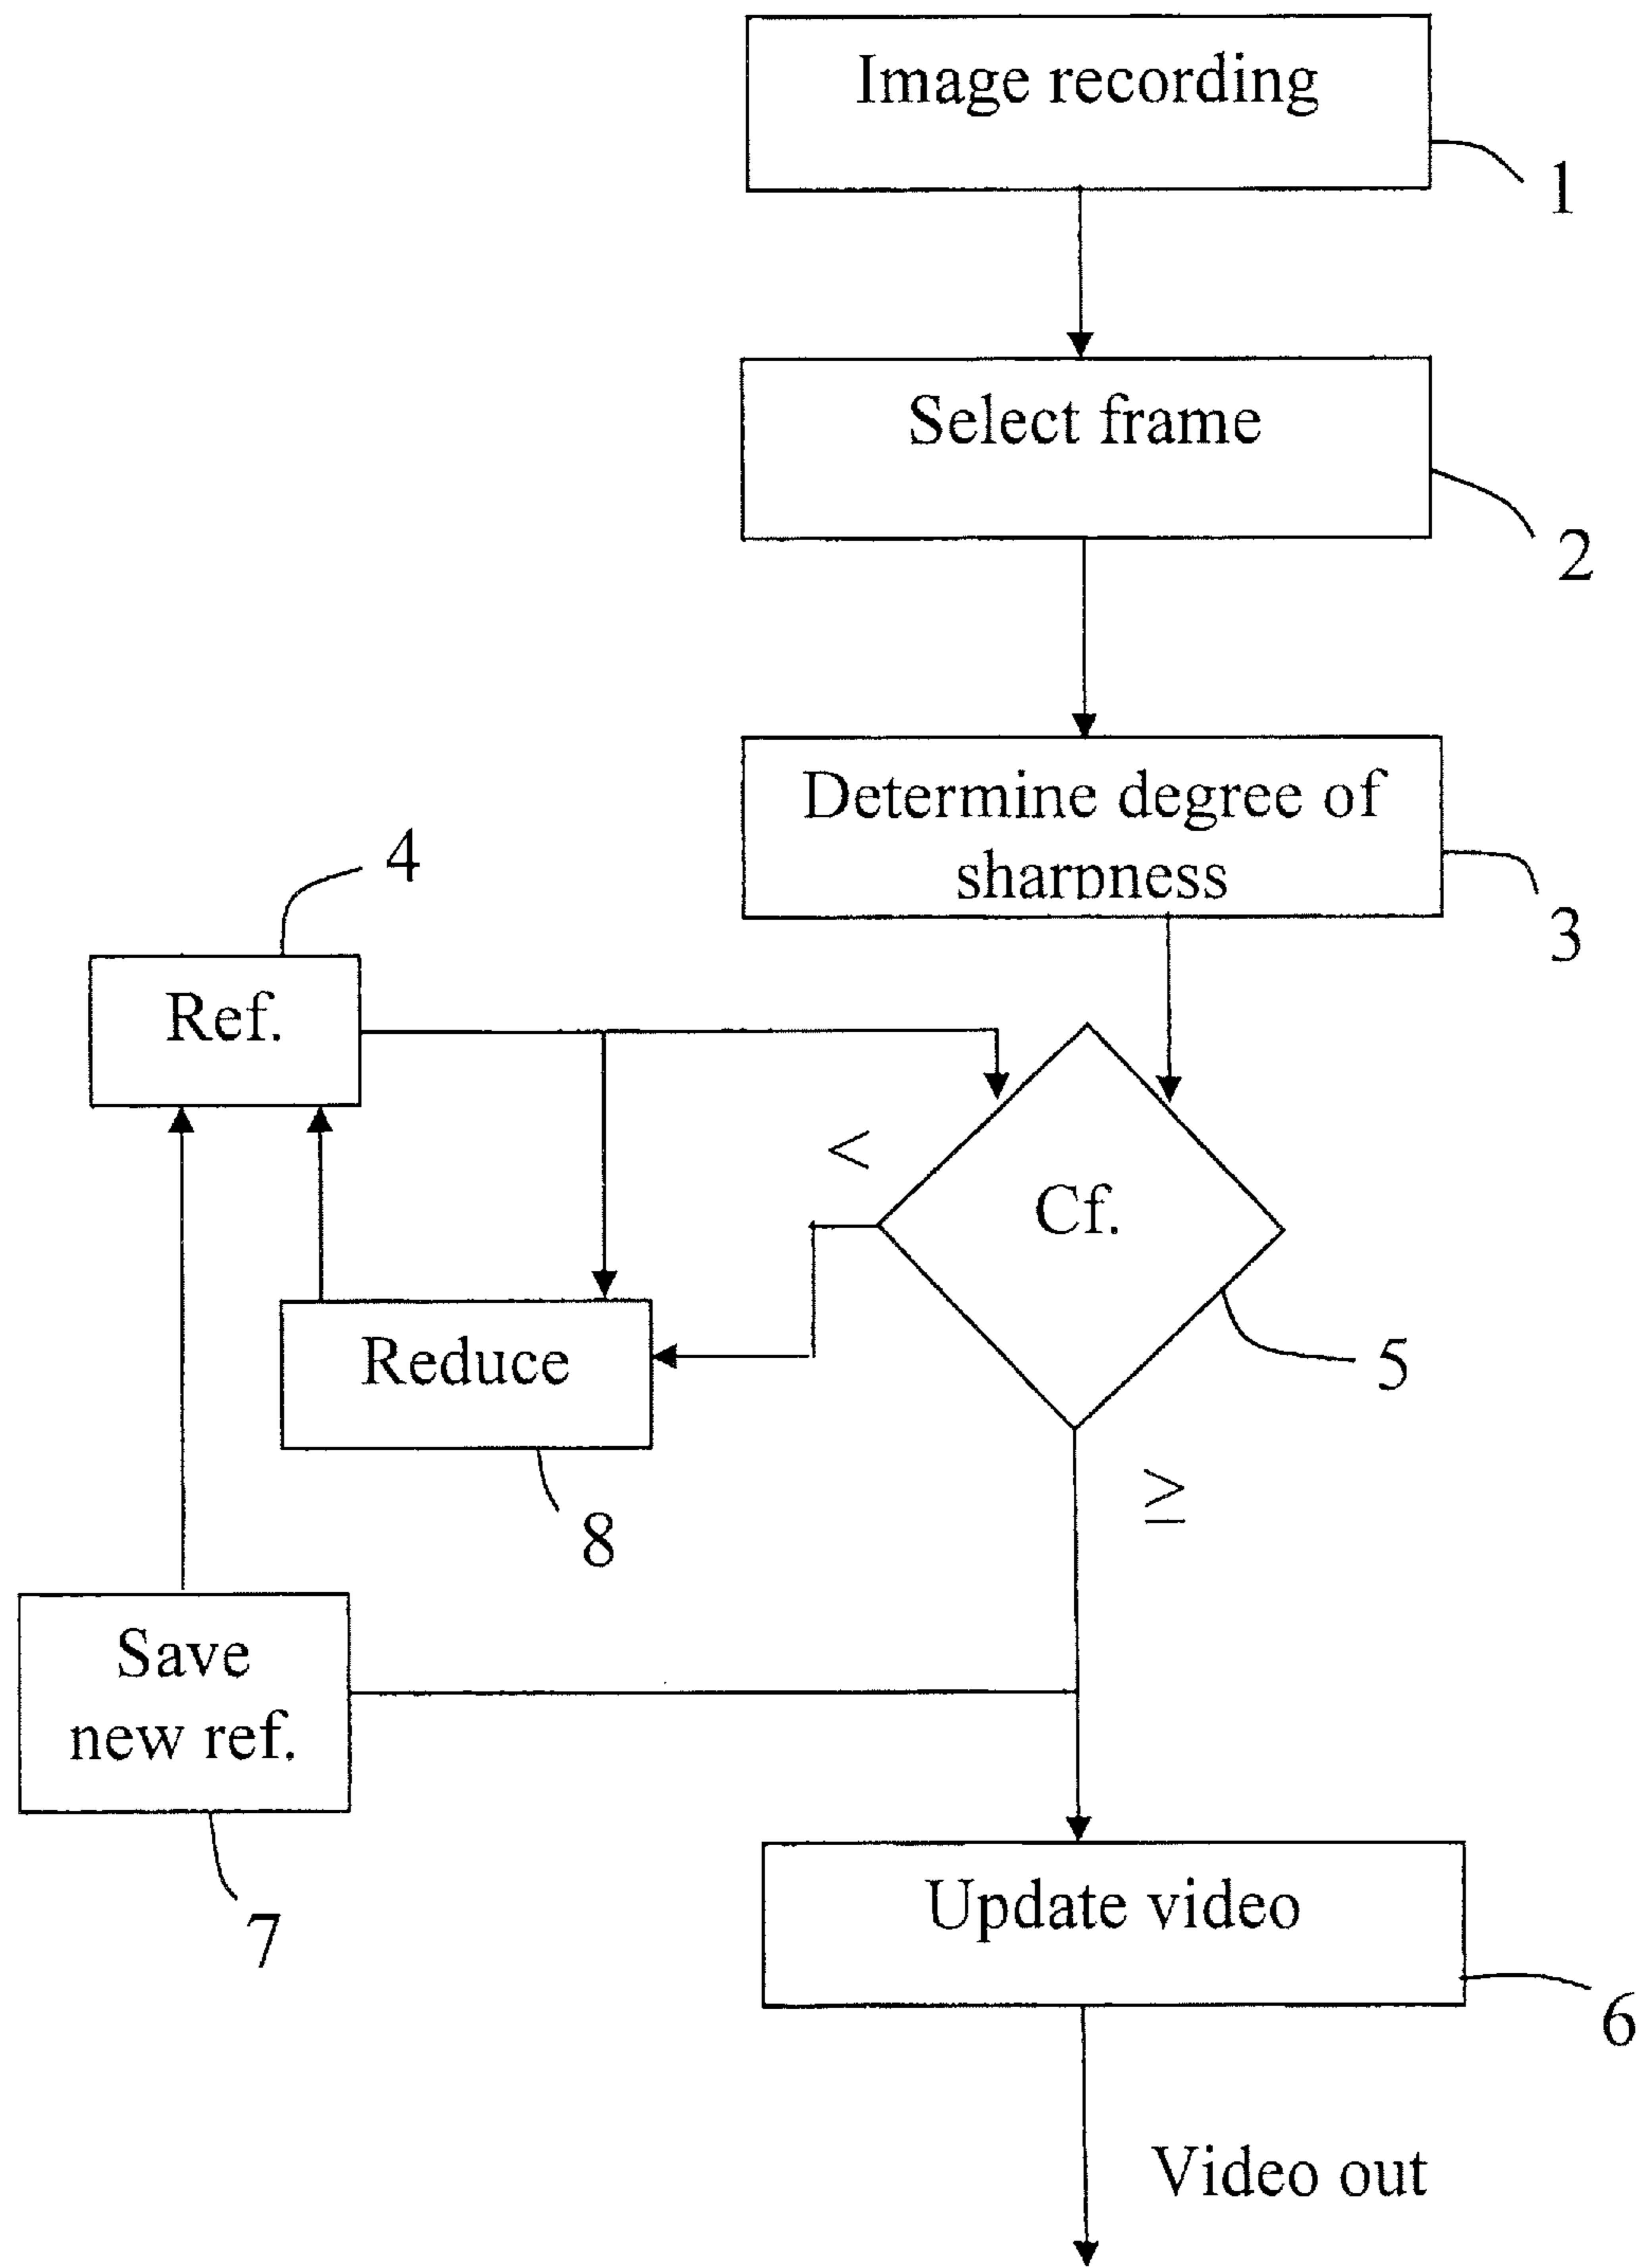 Image recording
1
Select frame
2
Determine degree of
sharpness
3
4
Ref.
<
Cf.
5
Reduce
8
≥
Save
new ref.
7
Update video
6
Video out